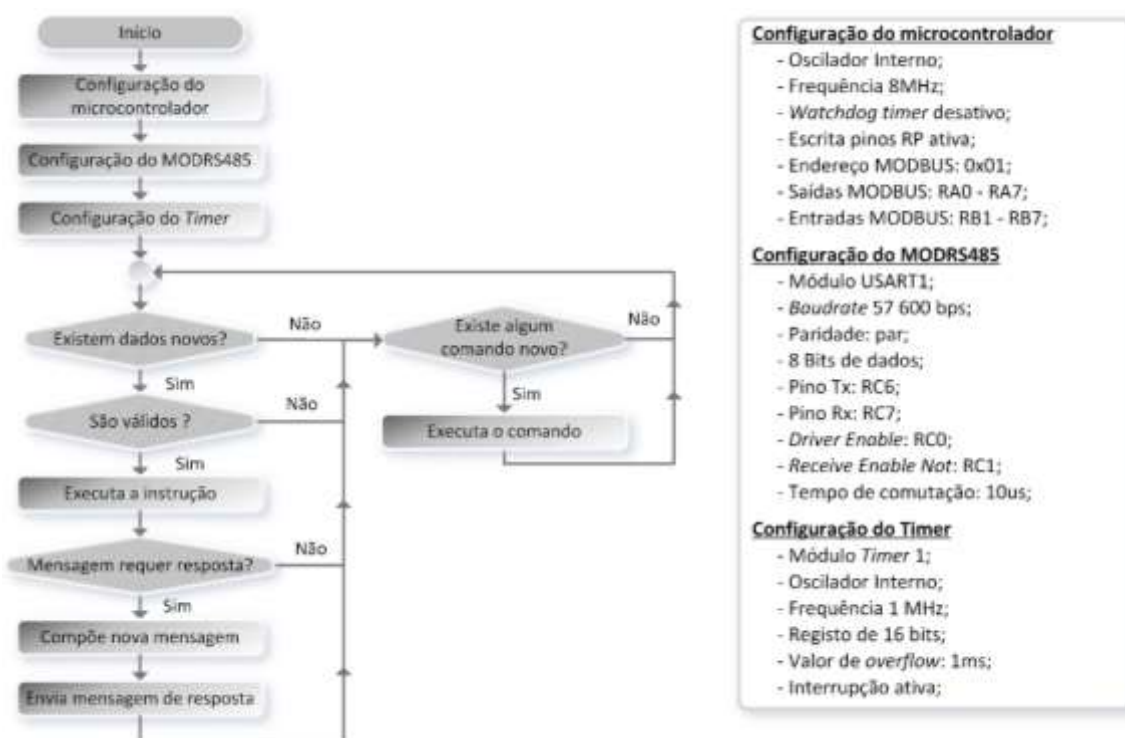 Início
Configuração do
microcontrolador
Configuração do MODRS485
Configuração do Timer
Existem dados novos?
Não
Sim
São válidos ?
Não
Sim
Executa a instrução
Mensagem requer resposta?
Não
Sim
Compõe nova mensagem
Envia mensagem de resposta
Existe algum
comando novo?
Não
Sim
Executa o comando
Configuração do microcontrolador
- Oscilador Interno;
- Frequência 8MHz;
- Watchdog timer desativo;
- Escrita pinos RP ativa;
- Endereço MODBUS: 0x01;
- Saídas MODBUS: RA0 - RA7;
- Entradas MODBUS: RB1 - RB7;
Configuração do MODRS485
- Módulo USART1;
- Baudrate 57 600 bps;
- Paridade: par;
- 8 Bits de dados;
- Pino Tx: RC6;
- Pino Rx: RC7;
- Driver Enable: RC0;
- Receive Enable Not: RC1;
- Tempo de comutação: 10us;
Configuração do Timer
- Módulo Timer 1;
- Oscilador Interno;
- Frequência 1 MHz;
- Registo de 16 bits;
- Valor de overflow: 1ms;
- Interrupção ativa;